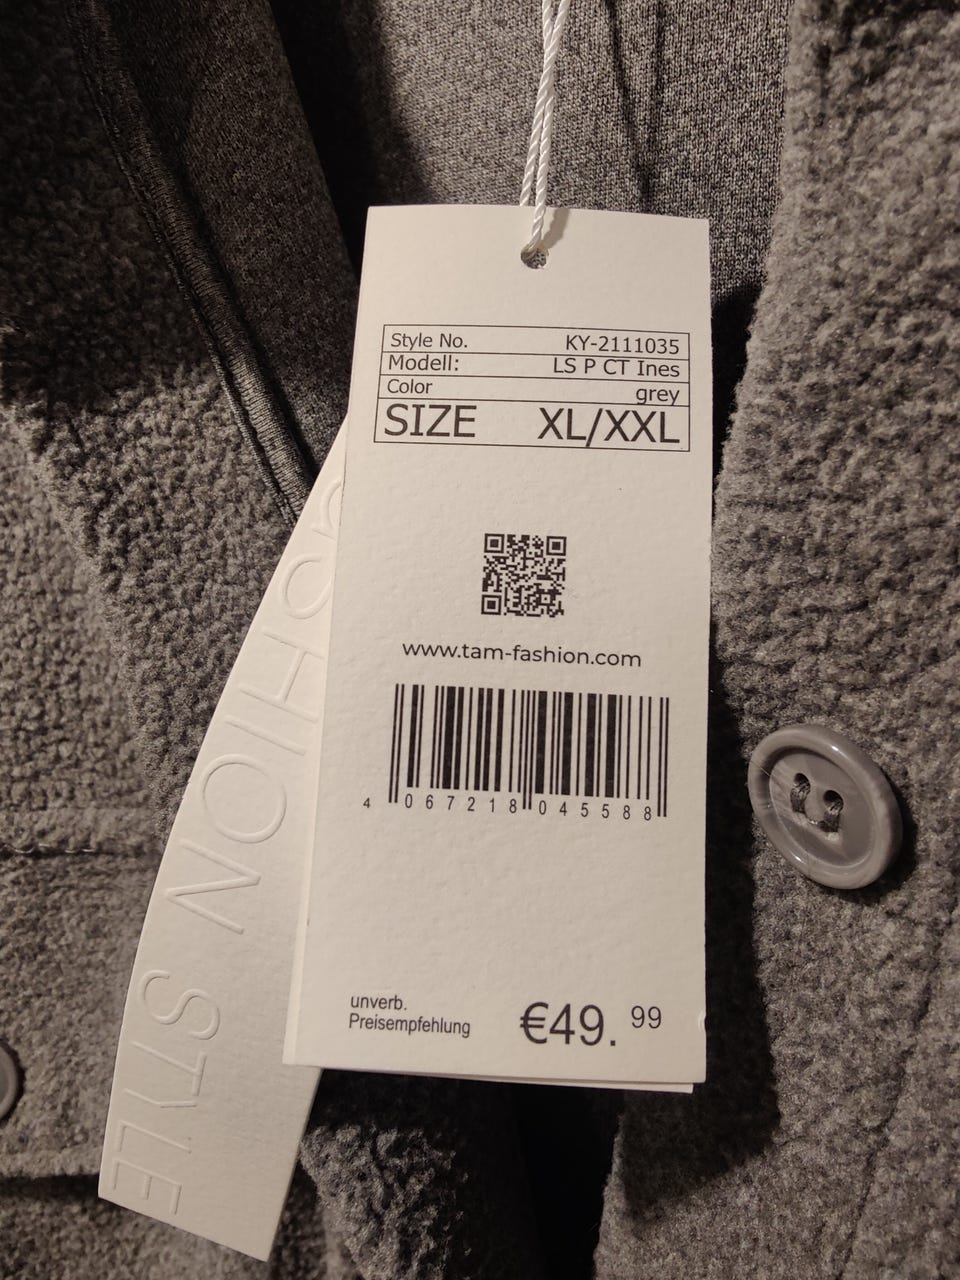 Style No. KY-2111035
Modell: LS P CT Ines
Color grey
SIZE XL/XXL
www.tam-fashion.com
4 067218 045588
unverb.
Preisempfehlung
€49. 99
STYLE